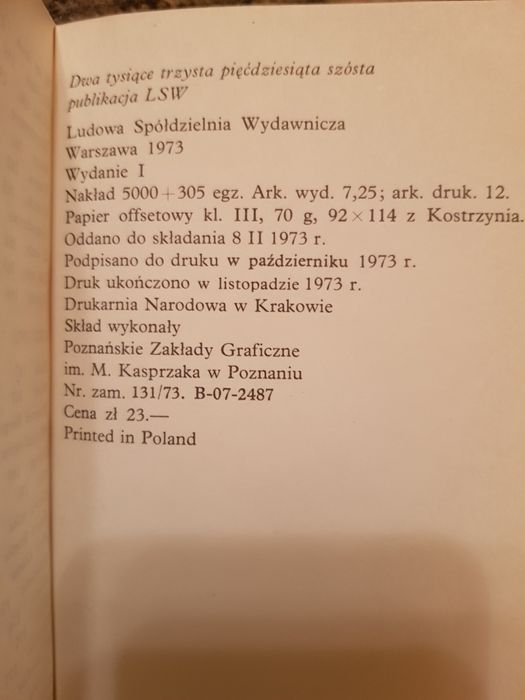 Dwa tysiące trzysta pięćdziesiąta szósta
publikacja LSW
Ludowa Spółdzielnia Wydawnicza
Warszawa 1973
Wydanie I
Nakład 5000+305 egz. Ark. wyd. 7,25; ark. druk. 12.
Papier offsetowy kl. III, 70 g, 92×114 z Kostrzynia.
Oddano do składania 8 II 1973 r.
Podpisano do druku w październiku 1973 r.
Druk ukończono w listopadzie 1973 r.
Drukarnia Narodowa w Krakowie
Skład wykonały
Poznańskie Zakłady Graficzne
im. M. Kasprzaka w Poznaniu
Nr. zam. 131/73. B-07-2487
Cena zł 23.—
Printed in Poland